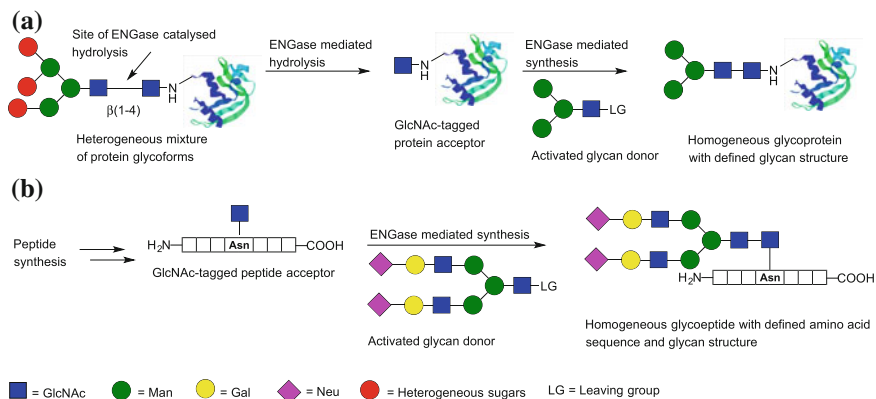 (a)
Site of ENGase catalysed
hydrolysis
β(1-4)
N
H
Heterogeneous mixture
of protein glycoforms
ENGase mediated
hydrolysis
H
N
GlcNAc-tagged
protein acceptor
ENGase mediated
synthesis
LG
Activated glycan donor
N
H
Homogeneous glycoprotein
with defined glycan structure
(b)
Peptide
synthesis
H₂N Asn COOH
GlcNAc-tagged peptide acceptor
ENGase mediated synthesis
LG
Activated glycan donor
H₂N Asn COOH
Homogeneous glycoeptide with defined amino acid
sequence and glycan structure
= GlcNAc = Man = Gal = Neu = Heterogeneous sugars LG = Leaving group